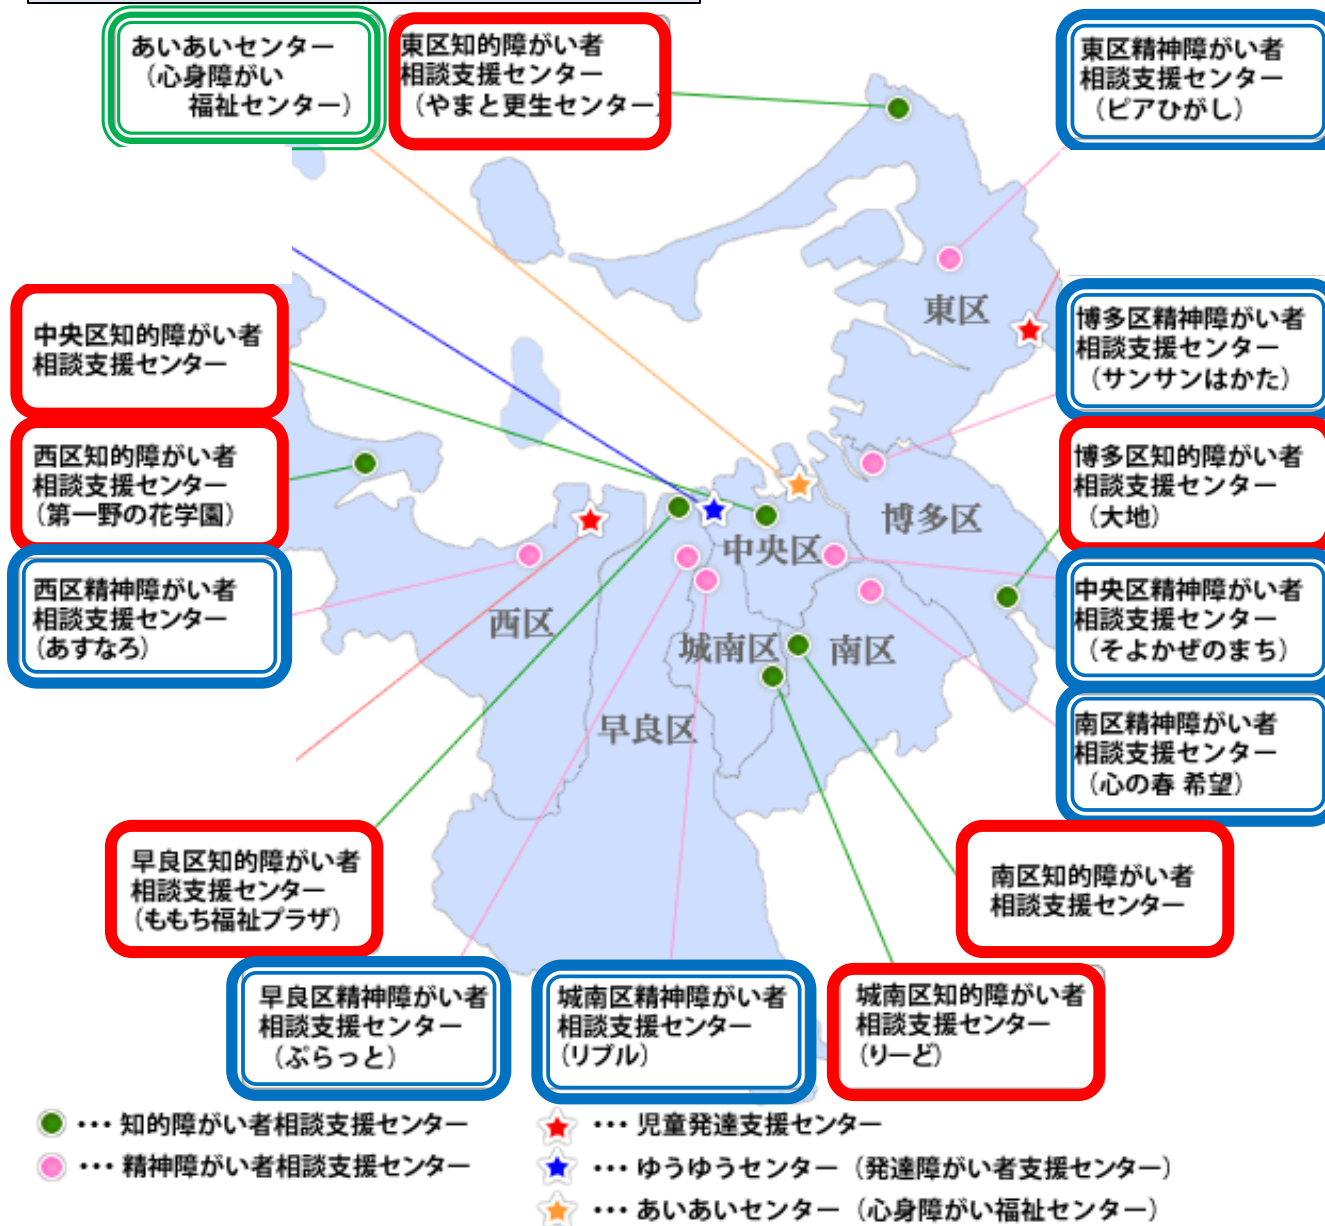 あいあいセンター
（心身障がい
福祉センター）
東区知的障がい者
相談支援センター
（やまと更生センター）
東区精神障がい者
相談支援センター
（ピアひがし）
中央区知的障がい者
相談支援センター
西区知的障がい者
相談支援センター
（第一野の花学園）
西区精神障がい者
相談支援センター
（あすなろ）
博多区精神障がい者
相談支援センター
（サンサンはかた）
博多区知的障がい者
相談支援センター
（大地）
中央区精神障がい者
相談支援センター
（そよかぜのまち）
南区精神障がい者
相談支援センター
（心の春 希望）
東区
博多区
中央区
西区
城南区
南区
早良区
早良区知的障がい者
相談支援センター
（ももち福祉プラザ）
南区知的障がい者
相談支援センター
早良区精神障がい者
相談支援センター
（ぷらっと）
城南区精神障がい者
相談支援センター
（リブル）
城南区知的障がい者
相談支援センター
（りーど）
･･･ 知的障がい者相談支援センター
･･･ 精神障がい者相談支援センター
･･･ 児童発達支援センター
･･･ ゆうゆうセンター（発達障がい者支援センター）
･･･ あいあいセンター（心身障がい福祉センター）